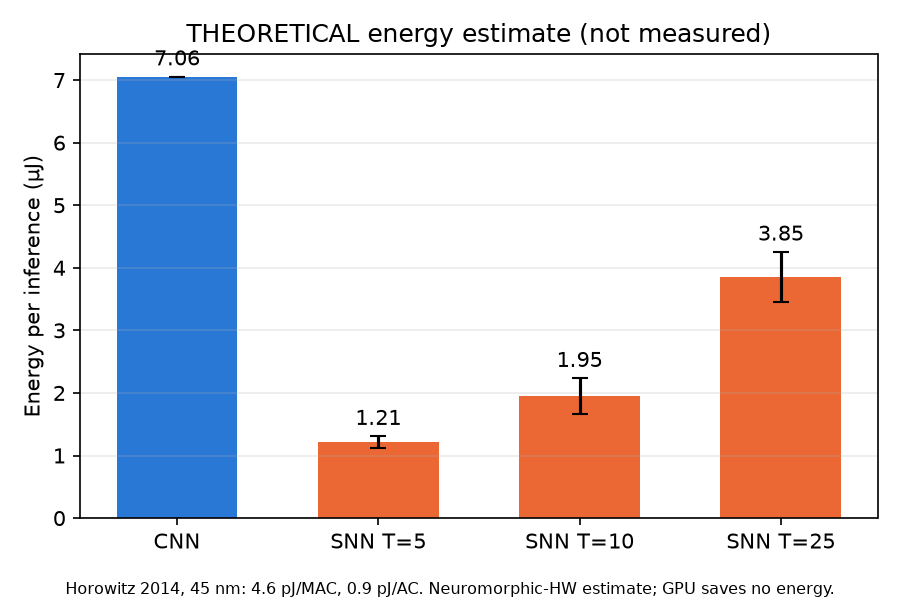 THEORETICAL energy estimate (not measured)
Energy per inference (µJ)
7
6
5
4
3
2
1
0
7.06
1.21
1.95
3.85
CNN
SNN T=5
SNN T=10
SNN T=25
Horowitz 2014, 45 nm: 4.6 pJ/MAC, 0.9 pJ/AC. Neuromorphic-HW estimate; GPU saves no energy.